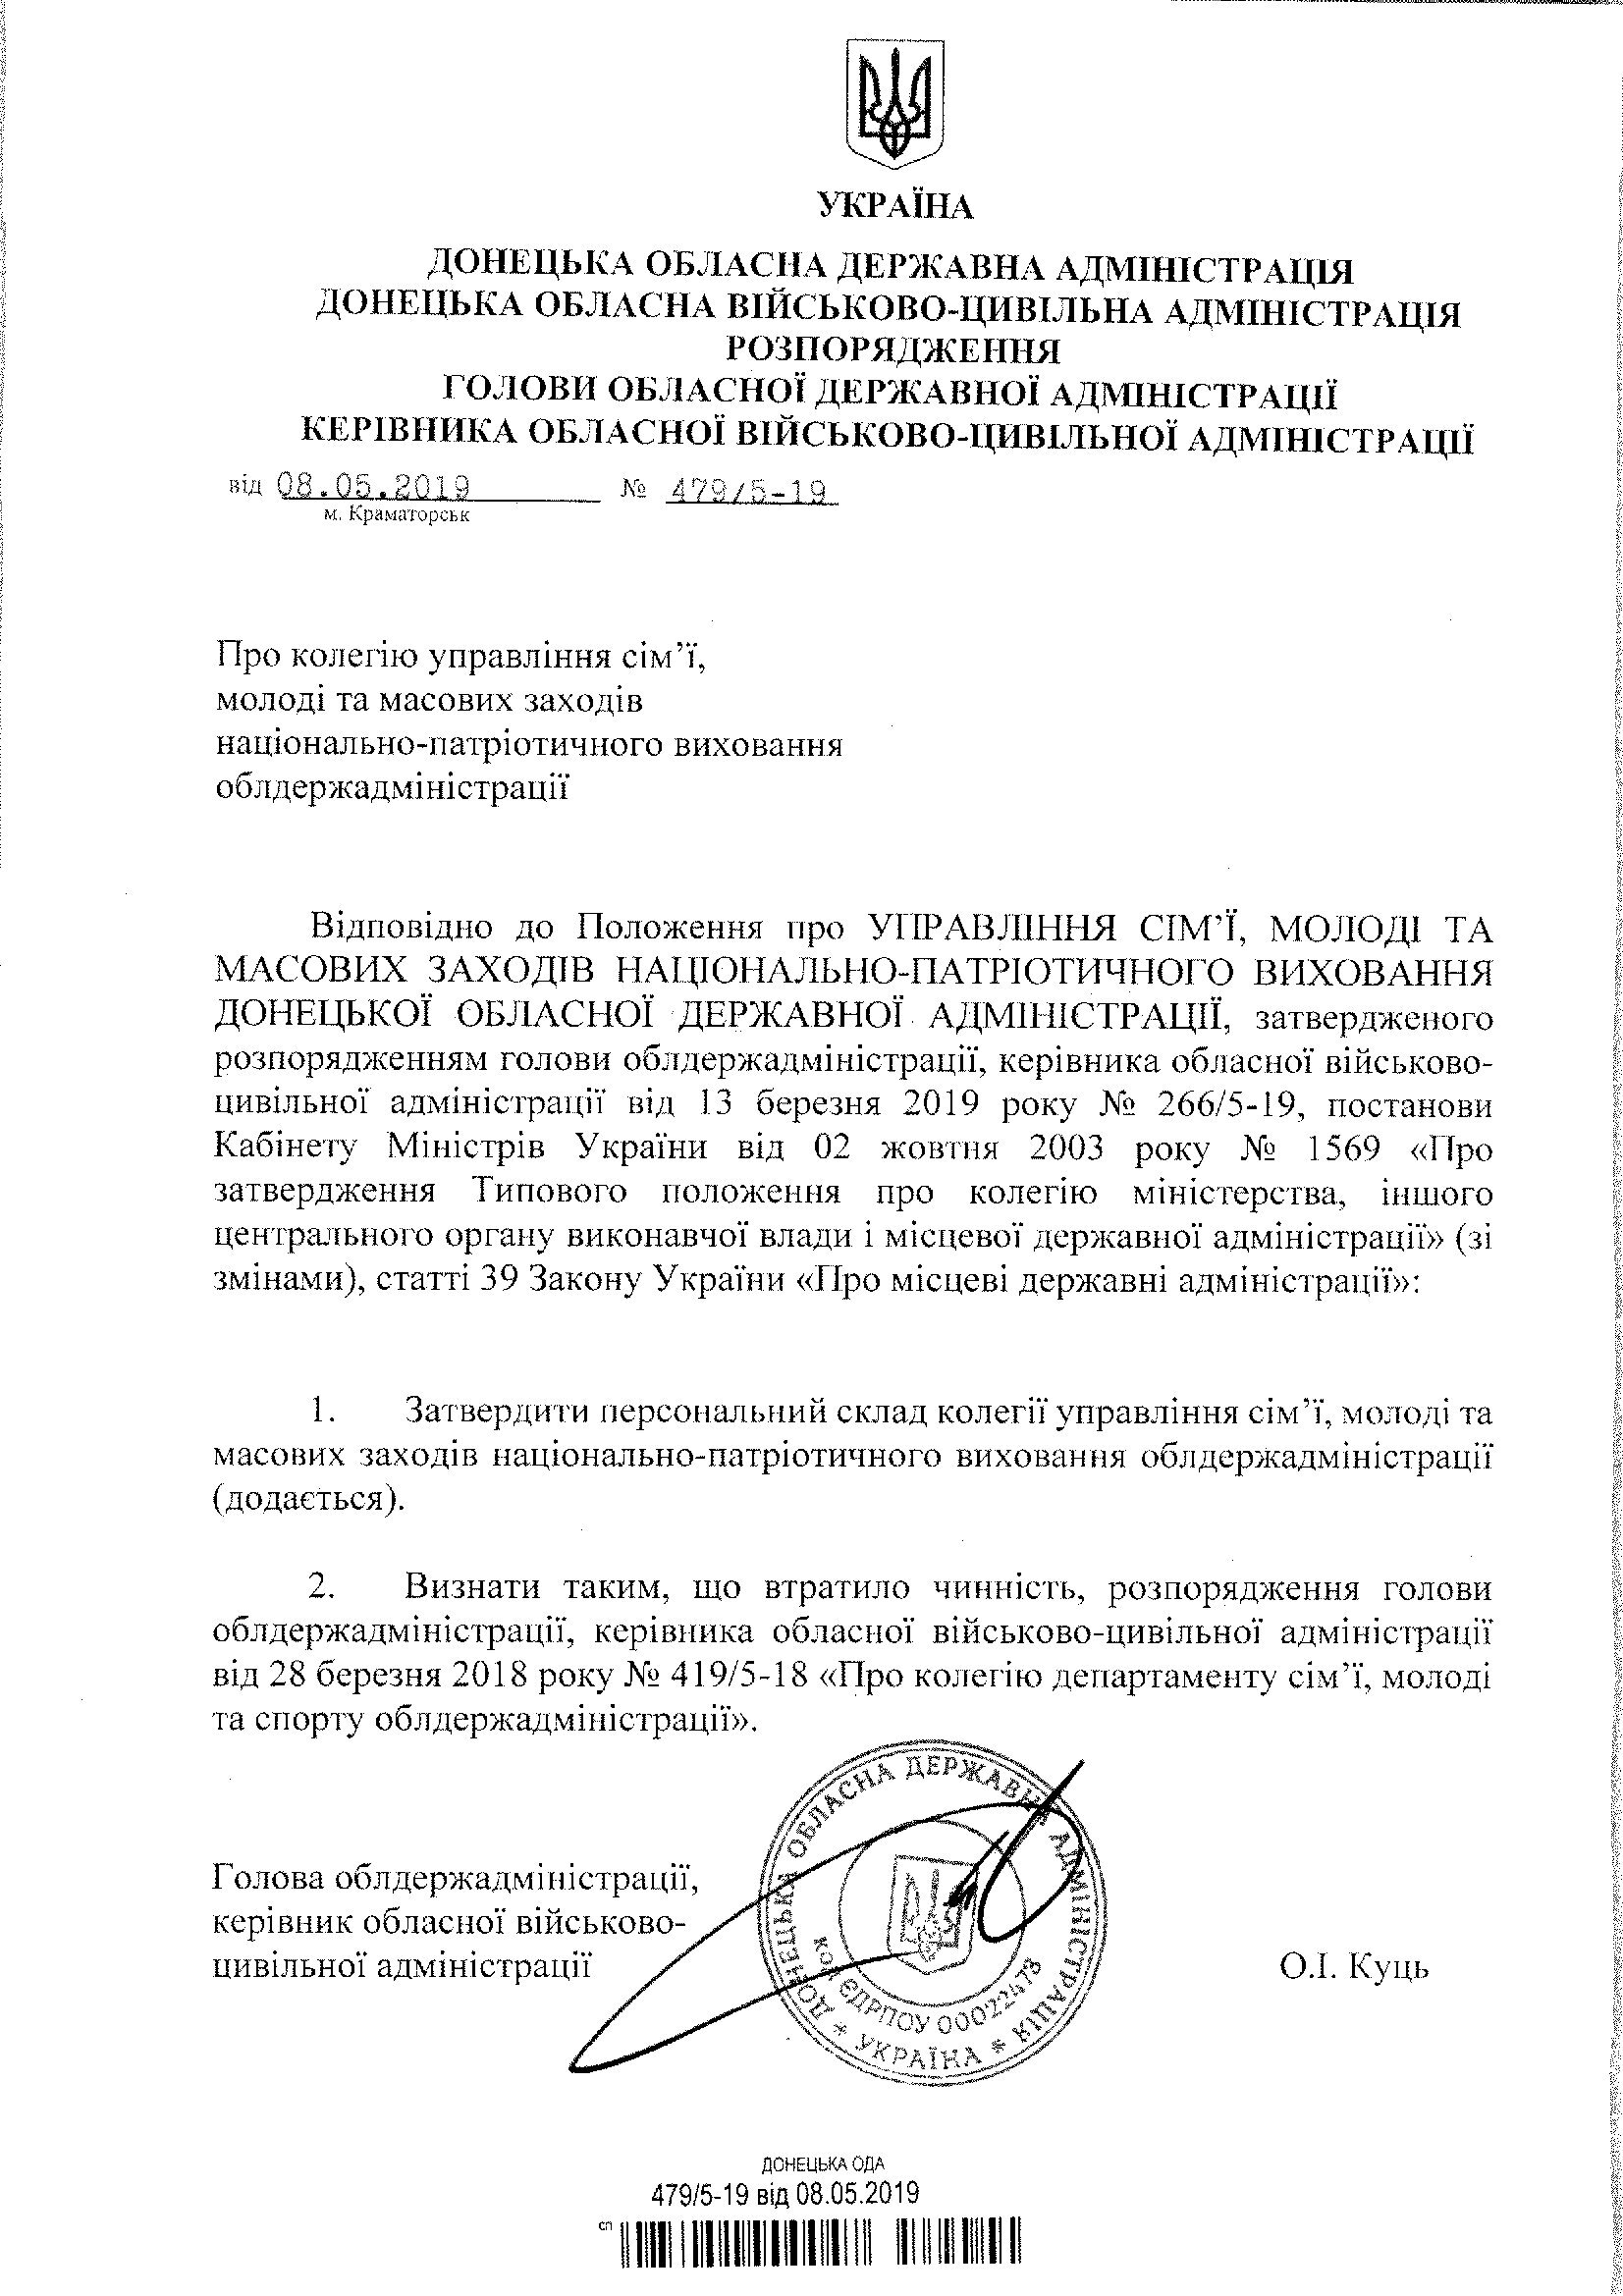 УКРАЇНА
ДОНЕЦЬКА ОБЛАСНА ДЕРЖАВНА АДМІНІСТРАЦІЯ
ДОНЕЦЬКА ОБЛАСНА ВІЙСЬКОВО-ЦИВІЛЬНА АДМІНІСТРАЦІЯ
РОЗПОРЯДЖЕННЯ
ГОЛОВИ ОБЛАСНОЇ ДЕРЖАВНОЇ АДМІНІСТРАЦІЇ
КЕРІВНИКА ОБЛАСНОЇ ВІЙСЬКОВО-ЦИВІЛЬНОЇ АДМІНІСТРАЦІЇ
від 08.05.2019 № 479/5-19
м. Краматорськ
Про колегію управління сім’ї,
молоді та масових заходів
національно-патріотичного виховання
облдержадміністрації
Відповідно до Положення про УПРАВЛІННЯ СІМ’Ї, МОЛОДІ ТА
МАСОВИХ ЗАХОДІВ НАЦІОНАЛЬНО-ПАТРІОТИЧНОГО ВИХОВАННЯ
ДОНЕЦЬКОЇ ОБЛАСНОЇ ДЕРЖАВНОЇ АДМІНІСТРАЦІЇ, затвердженого
розпорядженням голови облдержадміністрації, керівника обласної військово-
цивільної адміністрації від 13 березня 2019 року № 266/5-19, постанови
Кабінету Міністрів України від 02 жовтня 2003 року № 1569 «Про
затвердження Типового положення про колегію міністерства, іншого
центрального органу виконавчої влади і місцевої державної адміністрації» (зі
змінами), статті 39 Закону України «Про місцеві державні адміністрації»:
1. Затвердити персональний склад колегії управління сім’ї, молоді та
масових заходів національно-патріотичного виховання облдержадміністрації
(додається).
2. Визнати таким, що втратило чинність, розпорядження голови
облдержадміністрації, керівника обласної військово-цивільної адміністрації
від 28 березня 2018 року № 419/5-18 «Про колегію департаменту сім’ї, молоді
та спорту облдержадміністрації».
Голова облдержадміністрації,
керівник обласної військово-
цивільної адміністрації
О.І. Куць
ДОНЕЦЬКА ОБЛАСНА ДЕРЖАВНА АДМІНІСТРАЦІЯ
* УКРАЇНА *
код ЄДРПОУ 00022473
ДОНЕЦЬКА ОДА
479/5-19 від 08.05.2019
СП